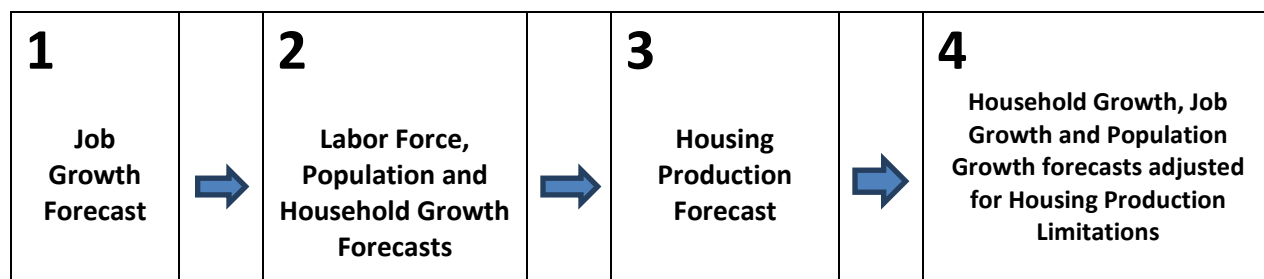 1
Job
Growth
Forecast
2
Labor Force,
Population and
Household Growth
Forecasts
3
Housing
Production
Forecast
4
Household Growth, Job
Growth and Population
Growth forecasts adjusted
for Housing Production
Limitations